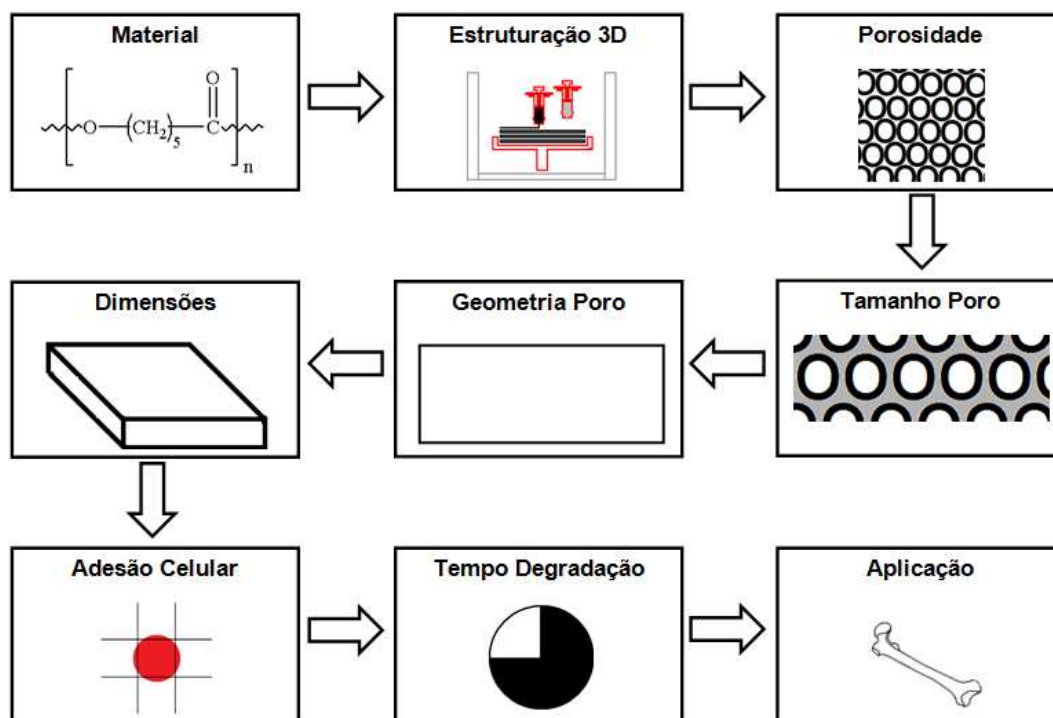 Material
O
O (CH2)5 C
n
Estruturação 3D
Porosidade
Dimensões
Geometria Poro
Tamanho Poro
Adesão Celular
Tempo Degradação
Aplicação